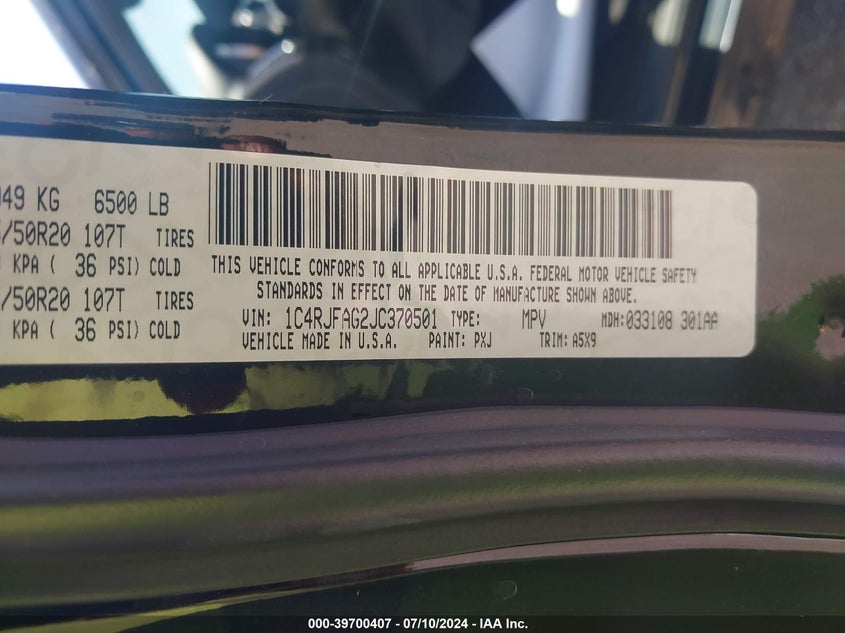 49 KG 6500 LB
/50R20 107T TIRES
KPA ( 36 PSI) COLD
/50R20 107T TIRES
KPA ( 36 PSI) COLD
THIS VEHICLE CONFORMS TO ALL APPLICABLE U.S.A. FEDERAL MOTOR VEHICLE SAFETY
STANDARDS IN EFFECT ON THE DATE OF MANUFACTURE SHOWN ABOVE.
VIN: 1C4RJFAG2JC370501 TYPE: MPV MDH:033108 301AA
VEHICLE MADE IN U.S.A. PAINT: PXJ TRIM: A5X9
000-39700407 - 07/10/2024 - IAA Inc.